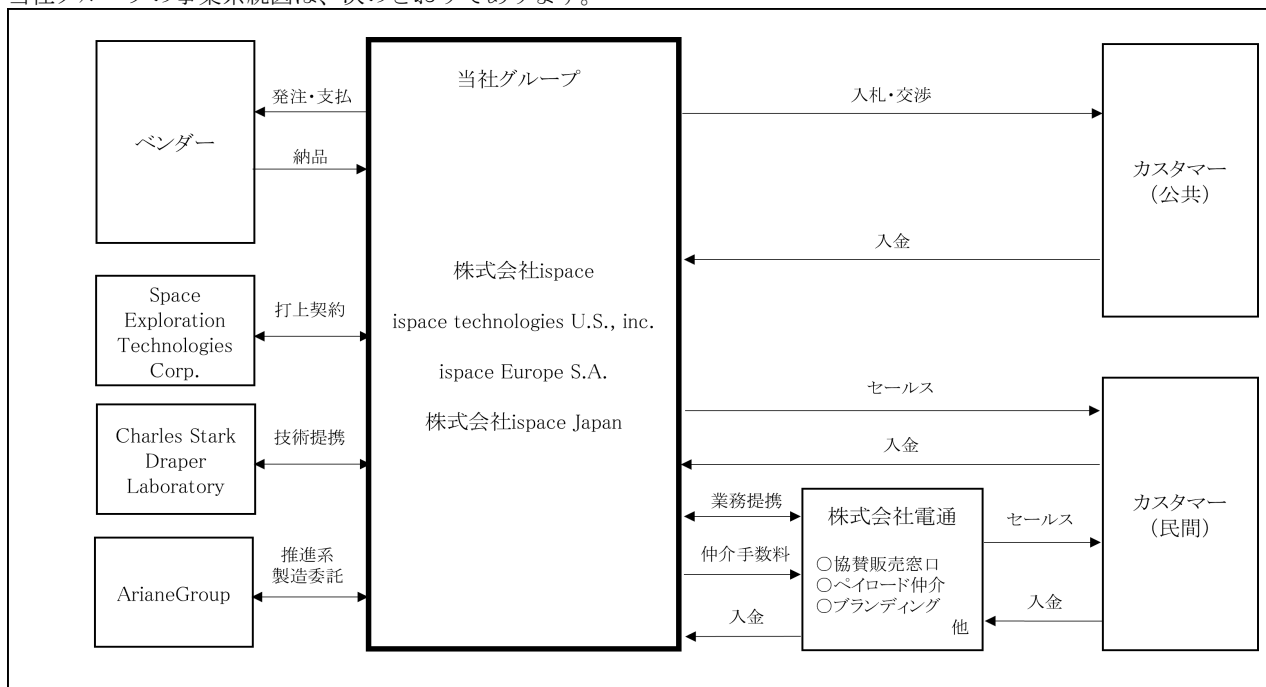 当社グループの事業系統図は、次のとおりであります。
ベンダー
発注・支払
納品
Space
Exploration
Technologies
Corp.
打上契約
Charles Stark
Draper
Laboratory
技術提携
ArianeGroup
推進系
製造委託
当社グループ
株式会社ispace
ispace technologies U.S., inc.
ispace Europe S.A.
株式会社ispace Japan
入札・交渉
入金
カスタマー
(公共)
セールス
入金
業務提携
仲介手数料
入金
株式会社電通
○協賛販売窓口
○ペイロード仲介
○ブランディング
他
セールス
入金
カスタマー
(民間)